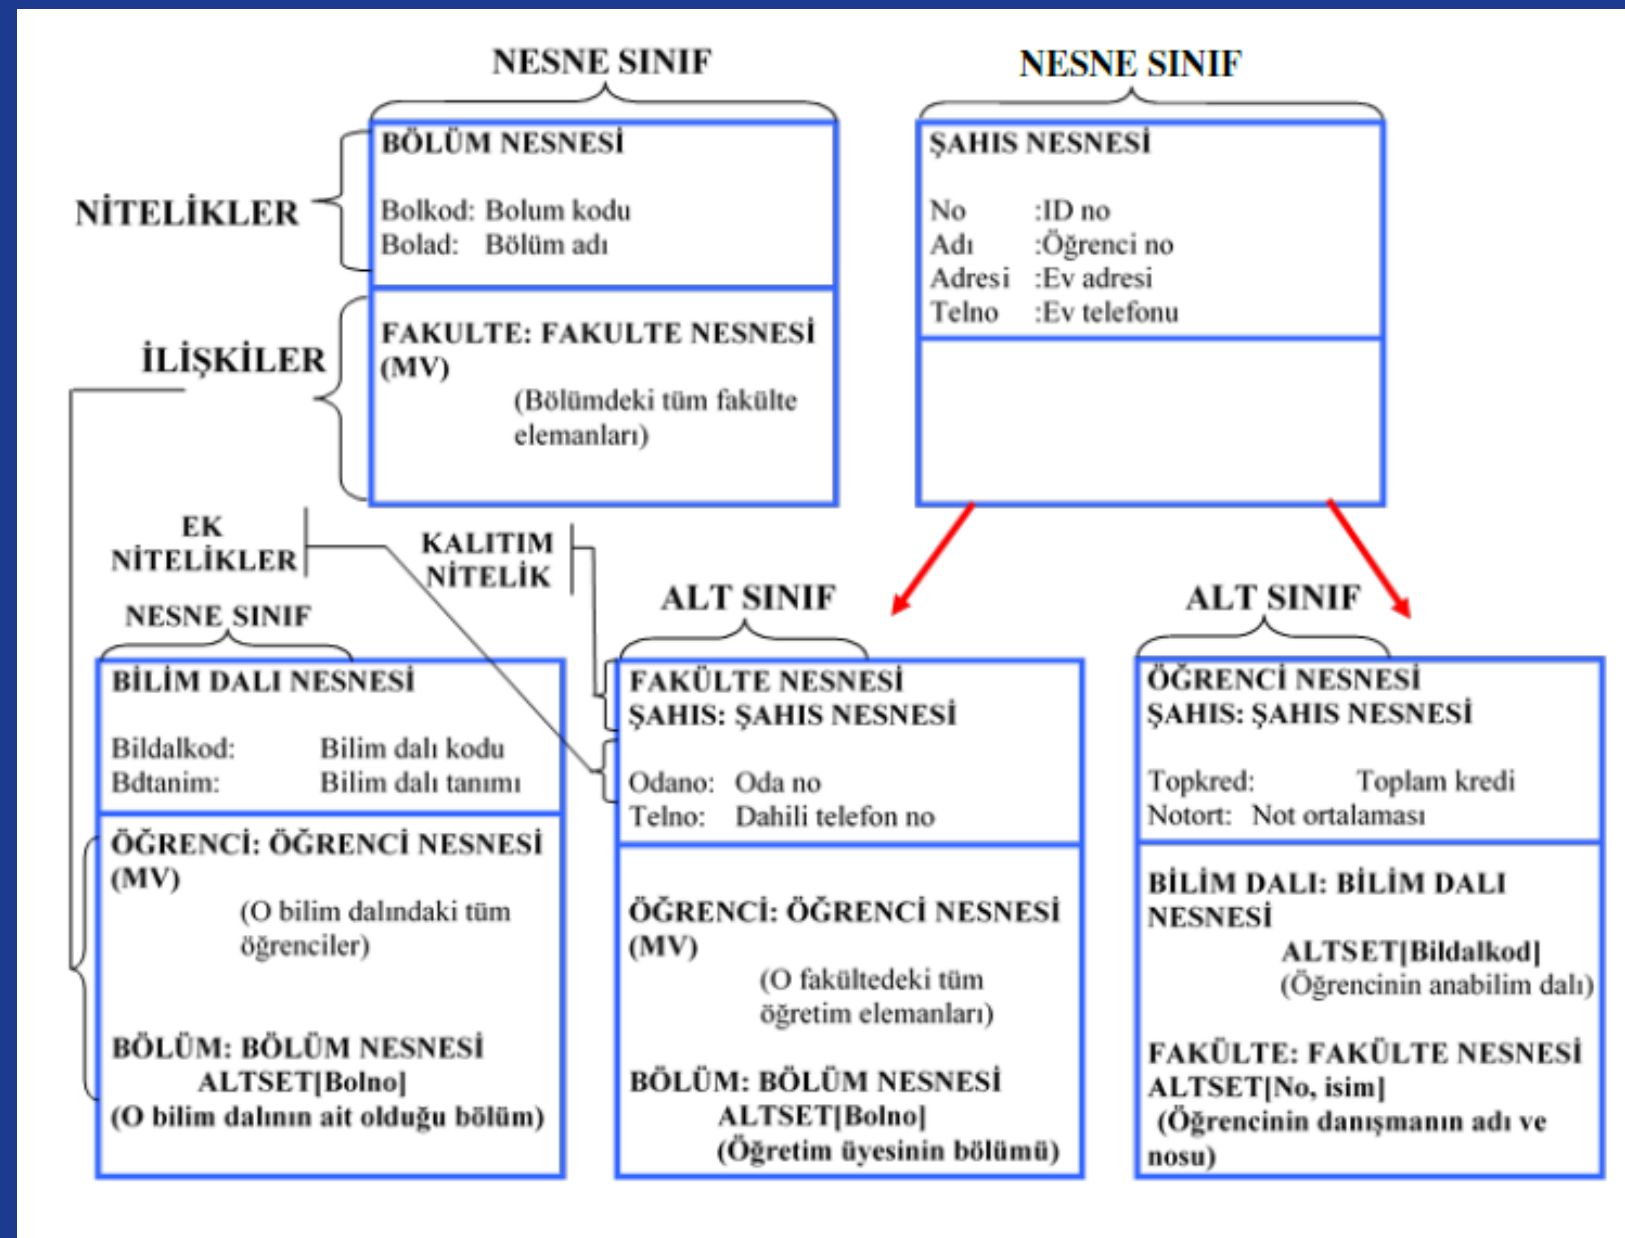 NESNE SINIF
BÖLÜM NESNESİ
NİTELİKLER
Bolkod: Bolum kodu
Bolad: Bölüm adı
İLİŞKİLER
FAKULTE: FAKULTE NESNESİ
(MV)
(Bölümdeki tüm fakülte
elemanları)
NESNE SINIF
ŞAHIS NESNESİ
No :ID no
Adı :Öğrenci no
Adresi :Ev adresi
Telno :Ev telefonu
EK
NİTELİKLER
KALITIM
NİTELİK
NESNE SINIF
BİLİM DALI NESNESİ
Bildalkod: Bilim dalı kodu
Bdtanim: Bilim dalı tanımı
ÖĞRENCİ: ÖĞRENCİ NESNESİ
(MV)
(O bilim dalındaki tüm
öğrenciler)
BÖLÜM: BÖLÜM NESNESİ
ALTSET[Bolno]
(O bilim dalının ait olduğu bölüm)
ALT SINIF
FAKÜLTE NESNESİ
ŞAHIS: ŞAHIS NESNESİ
Odano: Oda no
Telno: Dahili telefon no
ÖĞRENCİ: ÖĞRENCİ NESNESİ
(MV)
(O fakültedeki tüm
öğretim elemanları)
BÖLÜM: BÖLÜM NESNESİ
ALTSET[Bolno]
(Öğretim üyesinin bölümü)
ALT SINIF
ÖĞRENCİ NESNESİ
ŞAHIS: ŞAHIS NESNESİ
Topkred: Toplam kredi
Notort: Not ortalaması
BİLİM DALI: BİLİM DALI
NESNESİ
ALTSET[Bildalkod]
(Öğrencinin anabilim dalı)
FAKÜLTE: FAKÜLTE NESNESİ
ALTSET[No, isim]
(Öğrencinin danışmanın adı ve
nosu)